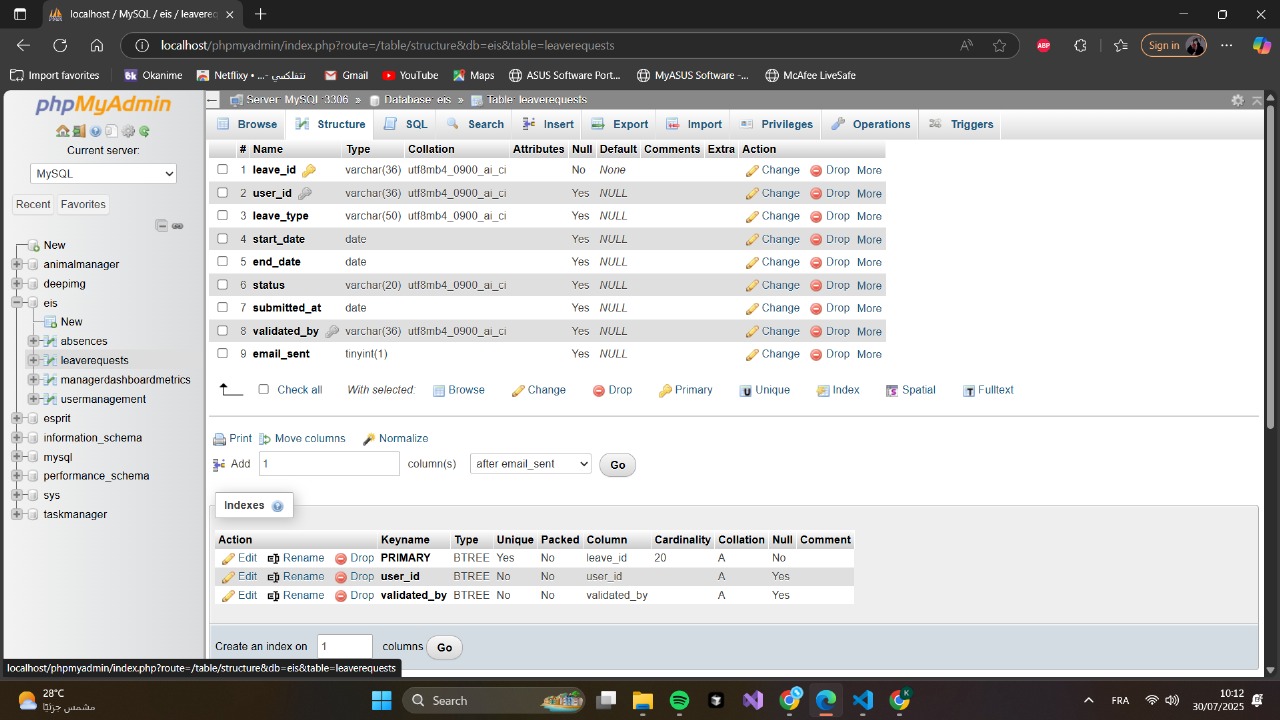 localhost / MySQL / eis / leavereq
localhost/phpmyadmin/index.php?route=/table/structure&db=eis&table=leaverequests
ABP
Sign in
Import favorites
Bk Okanime
Netflixy • ...- نتفلكسي
Gmail
YouTube
Maps
ASUS Software Port...
MyASUS Software -...
McAfee LiveSafe
phpMyAdmin
Current server:
MySQL
Recent Favorites
New
animalmanager
deepimg
eis
New
absences
leaverequests
managerdashboardmetrics
usermanagement
esprit
information_schema
mysql
performance_schema
sys
taskmanager
Server: MySQL:3306 » Database: eis » Table: leaverequests
Browse Structure SQL Search Insert Export Import Privileges Operations Triggers
# Name Type Collation Attributes Null Default Comments Extra Action
1 leave_id varchar(36) utf8mb4_0900_ai_ci No None Change Drop More
2 user_id varchar(36) utf8mb4_0900_ai_ci Yes NULL Change Drop More
3 leave_type varchar(50) utf8mb4_0900_ai_ci Yes NULL Change Drop More
4 start_date date Yes NULL Change Drop More
5 end_date date Yes NULL Change Drop More
6 status varchar(20) utf8mb4_0900_ai_ci Yes NULL Change Drop More
7 submitted_at date Yes NULL Change Drop More
8 validated_by varchar(36) utf8mb4_0900_ai_ci Yes NULL Change Drop More
9 email_sent tinyint(1) Yes NULL Change Drop More
Check all With selected: Browse Change Drop Primary Unique Index Spatial Fulltext
Print Move columns Normalize
Add 1 column(s) after email_sent Go
Indexes
Action Keyname Type Unique Packed Column Cardinality Collation Null Comment
Edit Rename Drop PRIMARY BTREE Yes No leave_id 20 A No
Edit Rename Drop user_id BTREE No No user_id A Yes
Edit Rename Drop validated_by BTREE No No validated_by A Yes
Create an index on 1 columns Go
localhost/phpmyadmin/index.php?route=/table/structure&db=eis&table=leaverequests
28°C
مشمس جزئيًا
Search
FRA
10:12
30/07/2025